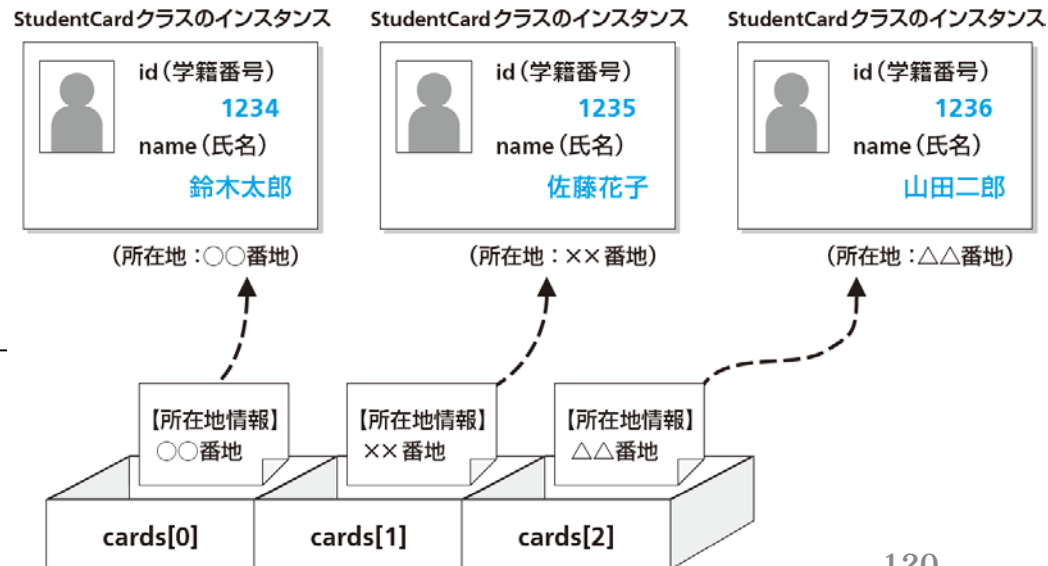 StudentCardクラスのインスタンス
id(学籍番号)
1234
name(氏名)
鈴木太郎
(所在地:○○番地)
StudentCardクラスのインスタンス
id(学籍番号)
1235
name(氏名)
佐藤花子
(所在地:××番地)
StudentCardクラスのインスタンス
id(学籍番号)
1236
name(氏名)
山田二郎
(所在地:△△番地)
【所在地情報】
○○番地
【所在地情報】
××番地
【所在地情報】
△△番地
cards[0]
cards[1]
cards[2]